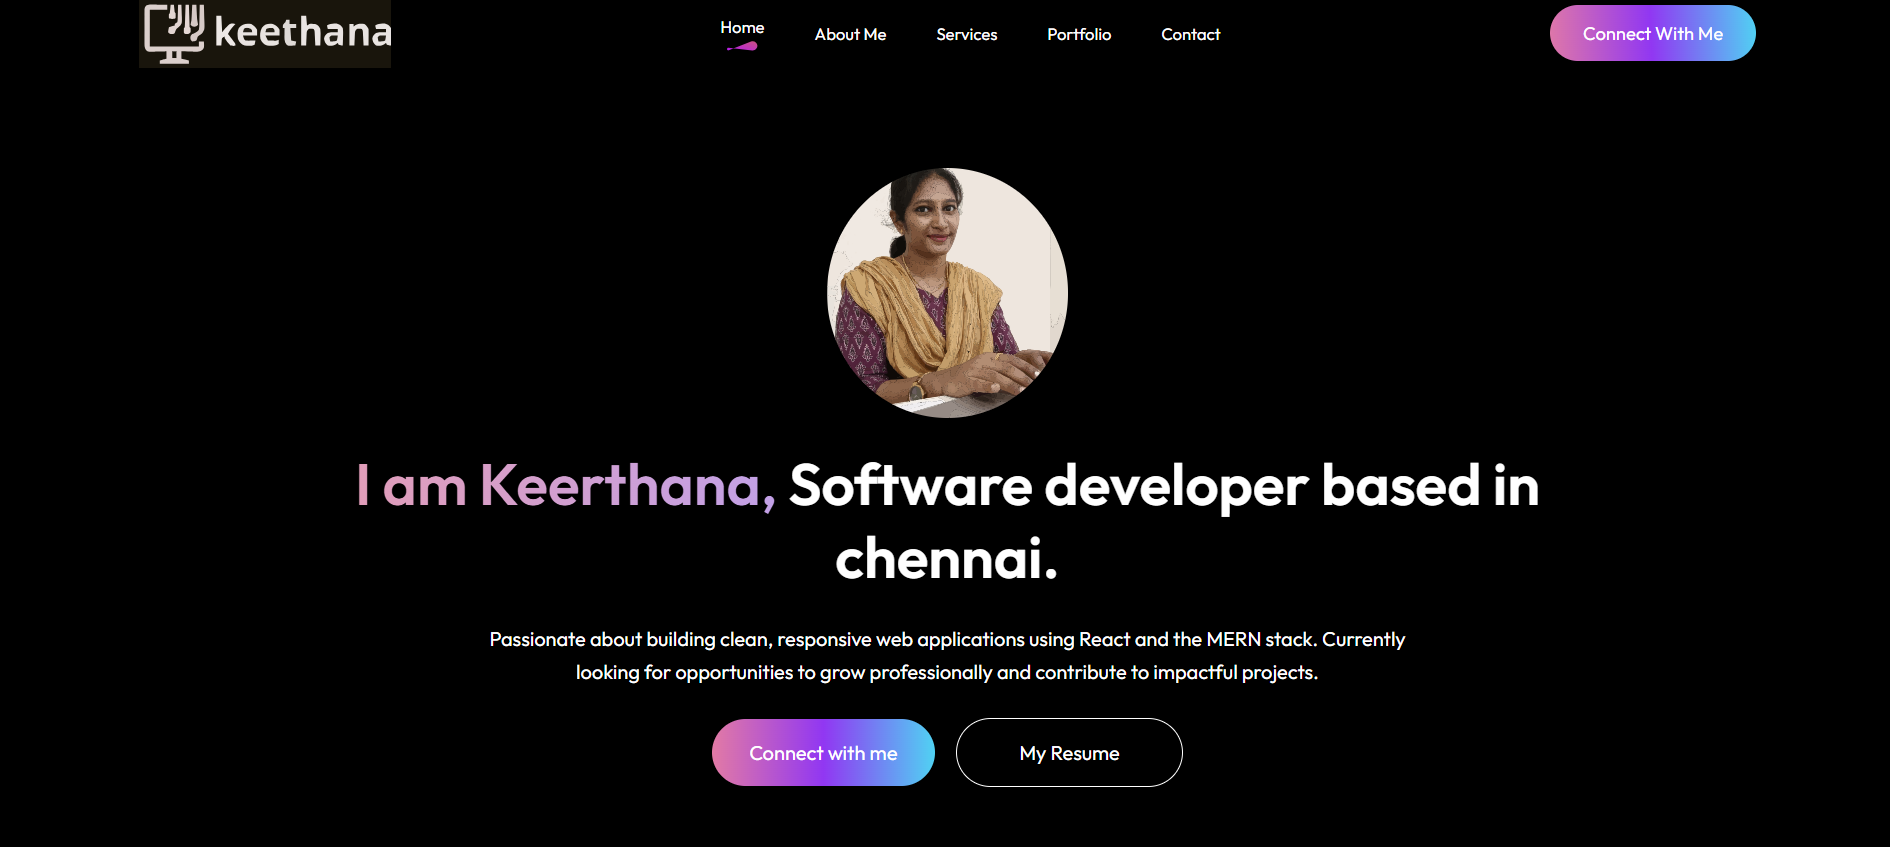 keethana
Home
About Me
Services
Portfolio
Contact
Connect With Me
I am Keerthana, Software developer based in
chennai.
Passionate about building clean, responsive web applications using React and the MERN stack. Currently
looking for opportunities to grow professionally and contribute to impactful projects.
Connect with me
My Resume